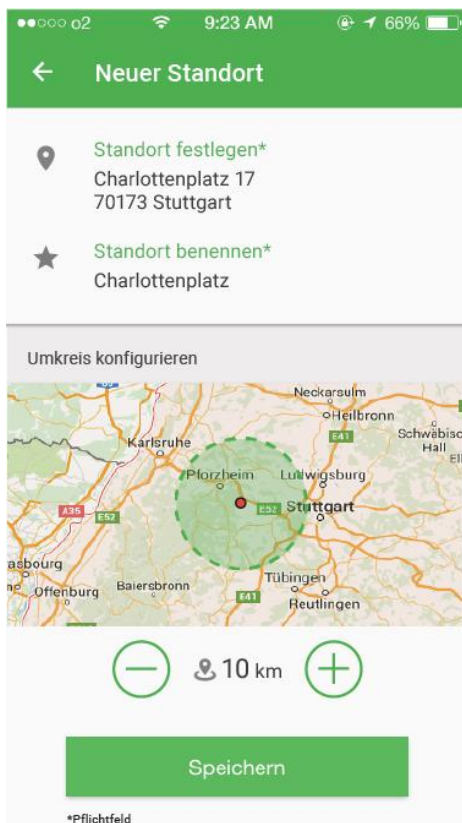 o2 9:23 AM 66%
Neuer Standort
Standort festlegen*
Charlottenplatz 17
70173 Stuttgart
Standort benennen*
Charlottenplatz
Umkreis konfigurieren
Neckarsulm
Heilbronn
E41
Schwäbisc
Hall
Karlsruhe
Pforzheim
Ludwigsburg
A35
E52
E52
Stuttgart
asbourg
Offenburg
Baiersbronn
Tübingen
E41
Reutlingen
10 km
Speichern
*Pflichtfeld